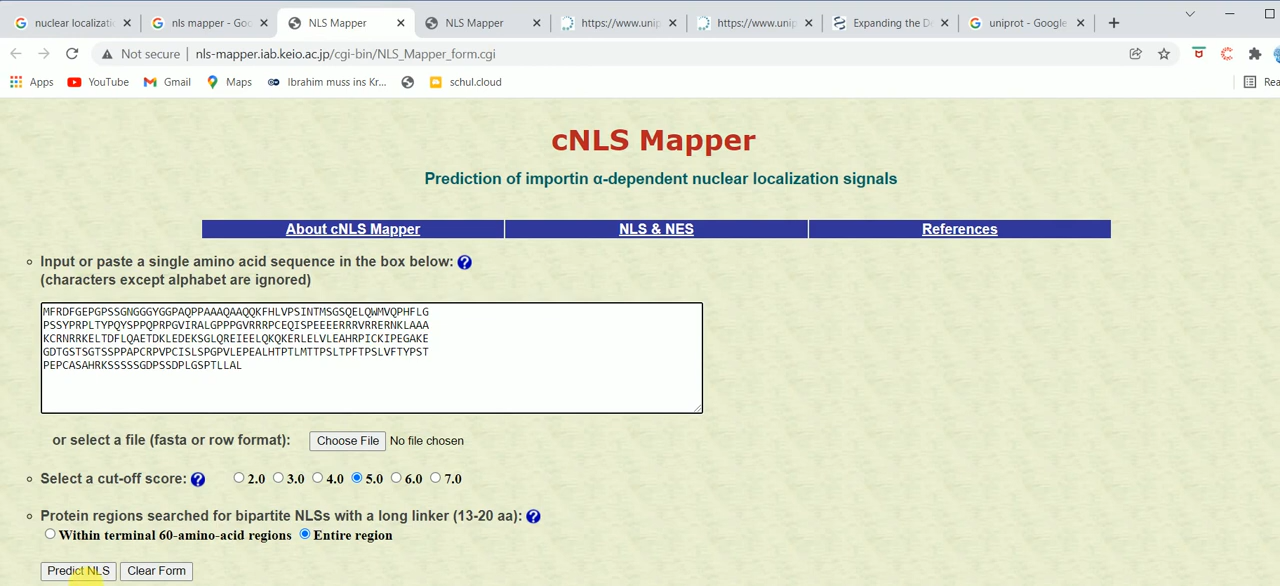 nuclear localizati
nls mapper - Goo
NLS Mapper
NLS Mapper
https://www.unip
https://www.unip
Expanding the De
uniprot - Google
Not secure
nls-mapper.iab.keio.ac.jp/cgi-bin/NLS_Mapper_form.cgi
Apps
YouTube
Gmail
Maps
Ibrahim muss ins Kr...
schul.cloud
Rea
cNLS Mapper
Prediction of importin α-dependent nuclear localization signals
About cNLS Mapper
NLS & NES
References
Input or paste a single amino acid sequence in the box below:
(characters except alphabet are ignored)
MFRDFGEPGPSSGNGGGYGGPAQPPAAAQAAQQKFHLVPSINTMSGSQELQWMVQPHFLG
PSSYPRPLTYPQYSPPQPRPGVIRALGPPPGVRRRPCEQISPEEEERRRVRRERNKLAAA
KCRNRRKELTDFLQAETDKLEDEKSGLQREIEELQKQKERLELVLEAHRPICKIPEGAKE
GDTGSTSGTSSPPAPCRPVPCISLSPGPVLEPEALHTPTLMTTPSLTPFTPSLVFTYPST
PEPCASAHRKSSSSSGDPSSDPLGSPTLLAL
or select a file (fasta or row format):
Choose File No file chosen
Select a cut-off score: 2.0 3.0 4.0 5.0 6.0 7.0
Protein regions searched for bipartite NLSs with a long linker (13-20 aa):
Within terminal 60-amino-acid regions Entire region
Predict NLS Clear Form